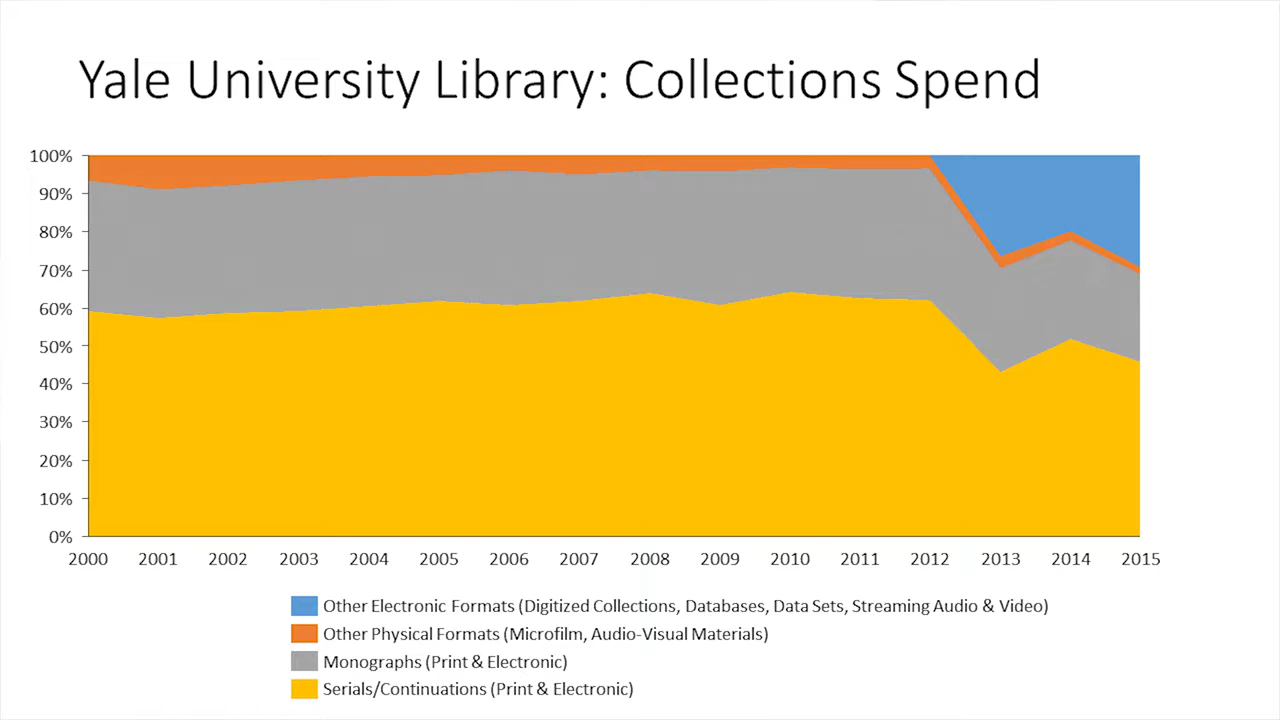 Yale University Library: Collections Spend
100%
90%
80%
70%
60%
50%
40%
30%
20%
10%
0%
2000 2001 2002 2003 2004 2005 2006 2007 2008 2009 2010 2011 2012 2013 2014 2015
Other Electronic Formats (Digitized Collections, Databases, Data Sets, Streaming Audio & Video)
Other Physical Formats (Microfilm, Audio-Visual Materials)
Monographs (Print & Electronic)
Serials/Continuations (Print & Electronic)